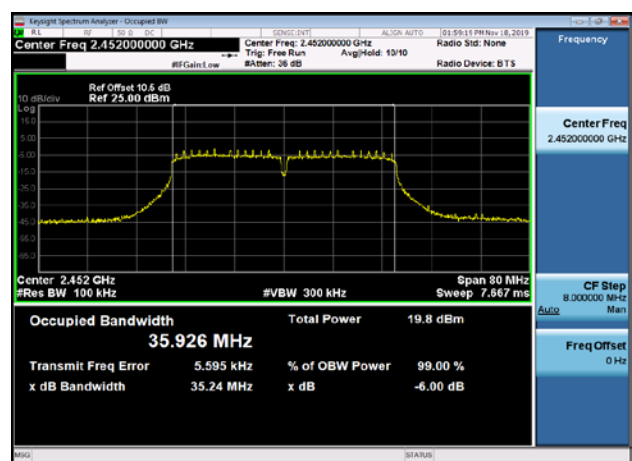 Keysight Spectrum Analyzer - Occupied BW
RL RF 50 Ω DC SENSE:INT ALIGN AUTO 01:59:19 PM Nov 18, 2019
Center Freq 2.452000000 GHz Center Freq: 2.452000000 GHz Radio Std: None Frequency
Trig: Free Run Avg|Hold: 10/10
#IFGain:Low #Atten: 36 dB Radio Device: BTS
Ref Offset 10.6 dB
10 dB/div Ref 25.00 dBm
Log
15.0
5.00
-5.00
-15.0
-25.0
-35.0
-45.0
-55.0
-65.0
Center Freq
2.452000000 GHz
Center 2.452 GHz Span 80 MHz
#Res BW 100 kHz #VBW 300 kHz Sweep 7.667 ms
CF Step
8.000000 MHz
Auto Man
Occupied Bandwidth Total Power 19.8 dBm
35.926 MHz
Transmit Freq Error 5.595 kHz % of OBW Power 99.00 %
x dB Bandwidth 35.24 MHz x dB -6.00 dB
Freq Offset
0 Hz
MSG STATUS